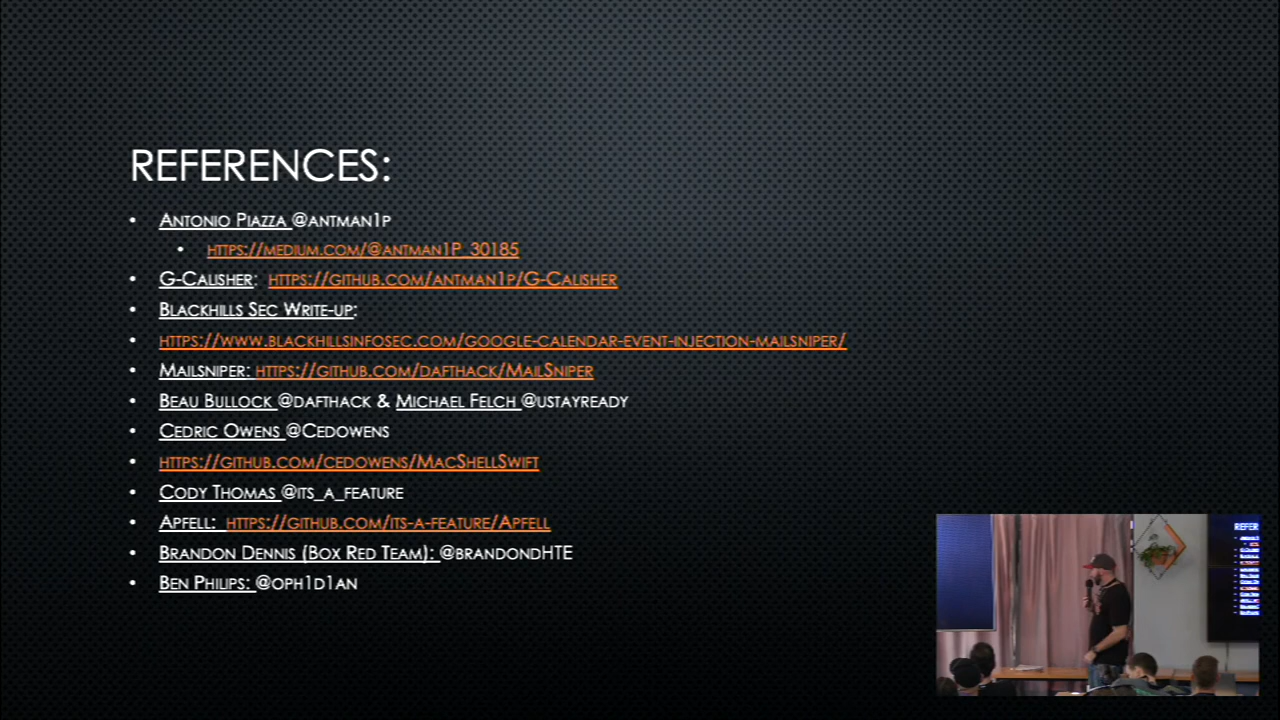 REFERENCES:
• ANTONIO PIAZZA @ANTMAN1P
• HTTPS://MEDIUM.COM/@ANTMAN1P_30185
• G-CALISHER: HTTPS://GITHUB.COM/ANTMAN1P/G-CALISHER
• BLACKHILLS SEC WRITE-UP:
• HTTPS://WWW.BLACKHILLSINFOSEC.COM/GOOGLE-CALENDAR-EVENT-INJECTION-MAILSNIPER/
• MAILSNIPER: HTTPS://GITHUB.COM/DAFTHACK/MAILSNIPER
• BEAU BULLOCK @DAFTHACK & MICHAEL FELCH @USTAYREADY
• CEDRIC OWENS @CEDOWENS
• HTTPS://GITHUB.COM/CEDOWENS/MACSHELLSWIFT
• CODY THOMAS @ITS_A_FEATURE
• APFELL: HTTPS://GITHUB.COM/ITS-A-FEATURE/APFELL
• BRANDON DENNIS (BOX RED TEAM): @BRANDONDHTE
• BEN PHILIPS: @OPH1D1AN
REFER